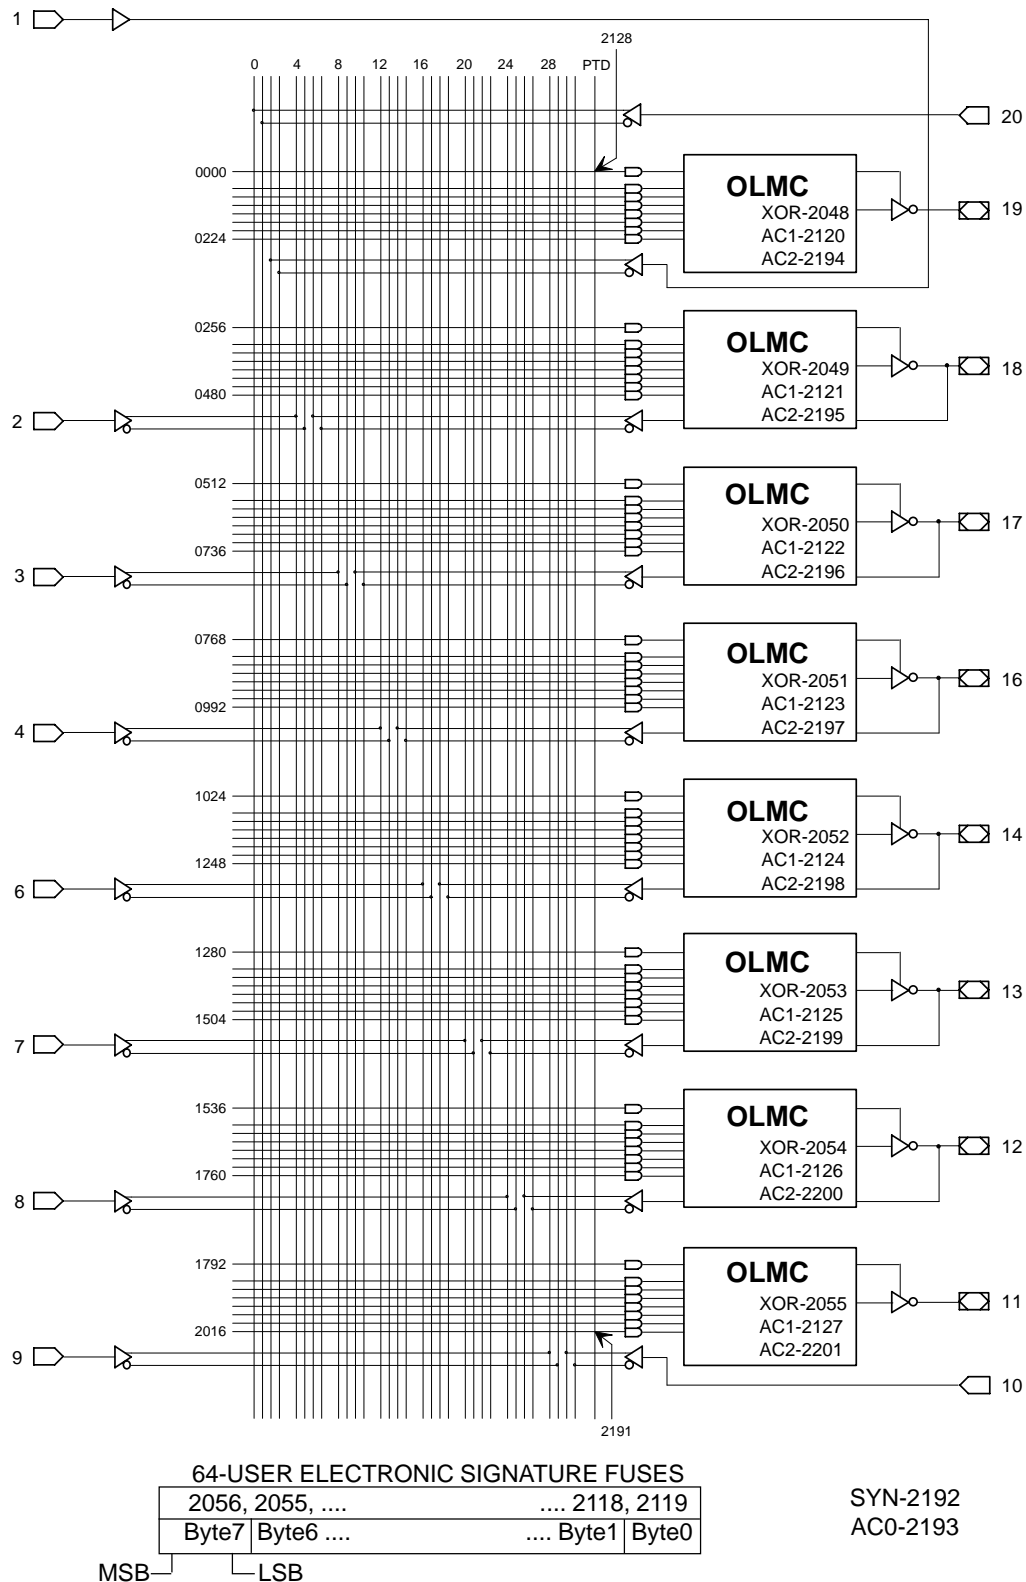 1
2128
0 4 8 12 16 20 24 28 PTD
20
0000
OLMC
XOR-2048
19
AC1-2120
0224
AC2-2194
0256
OLMC
XOR-2049
18
AC1-2121
0480
AC2-2195
2
0512
OLMC
XOR-2050
17
AC1-2122
0736
AC2-2196
3
0768
OLMC
XOR-2051
16
AC1-2123
0992
AC2-2197
4
1024
OLMC
XOR-2052
14
AC1-2124
1248
AC2-2198
6
1280
OLMC
XOR-2053
13
AC1-2125
1504
AC2-2199
7
1536
OLMC
XOR-2054
12
AC1-2126
1760
AC2-2200
8
1792
OLMC
XOR-2055
11
AC1-2127
2016
AC2-2201
9
10
2191
64-USER ELECTRONIC SIGNATURE FUSES
2056, 2055, .... .... 2118, 2119
Byte7 Byte6 .... .... Byte1 Byte0
MSB LSB
SYN-2192
AC0-2193